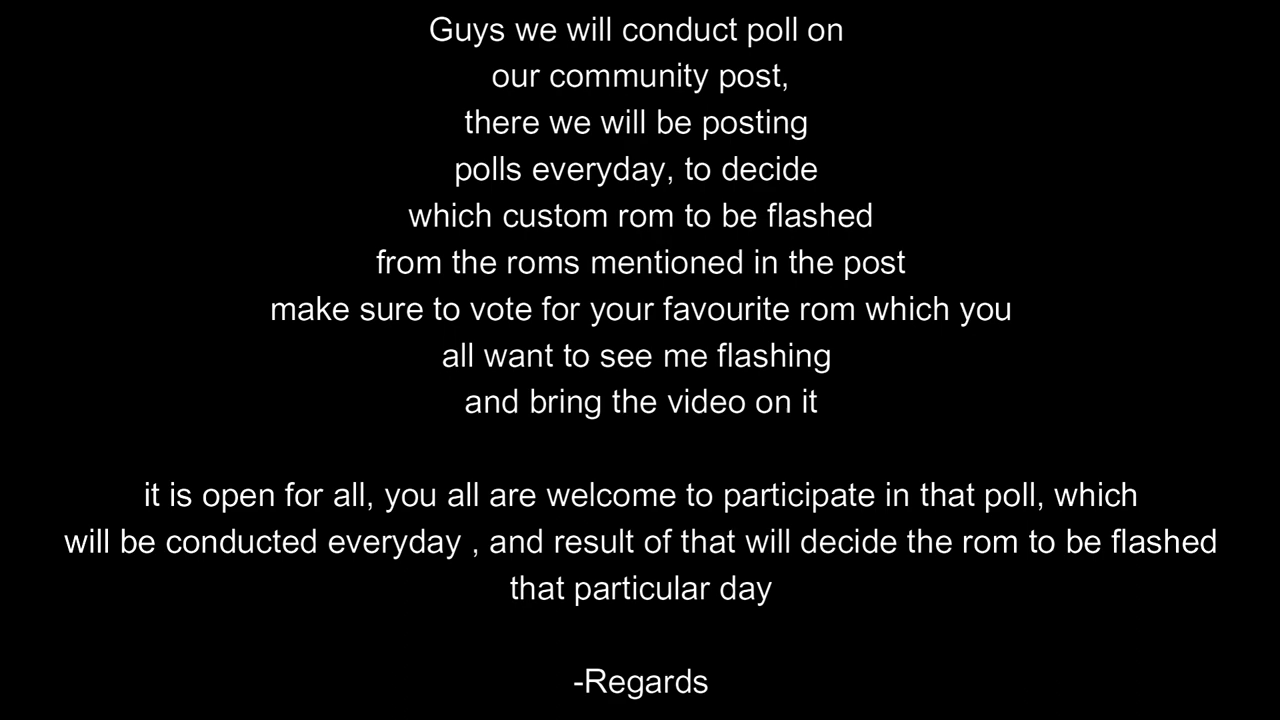 Guys we will conduct poll on
our community post,
there we will be posting
polls everyday, to decide
which custom rom to be flashed
from the roms mentioned in the post
make sure to vote for your favourite rom which you
all want to see me flashing
and bring the video on it
it is open for all, you all are welcome to participate in that poll, which
will be conducted everyday , and result of that will decide the rom to be flashed
that particular day
-Regards